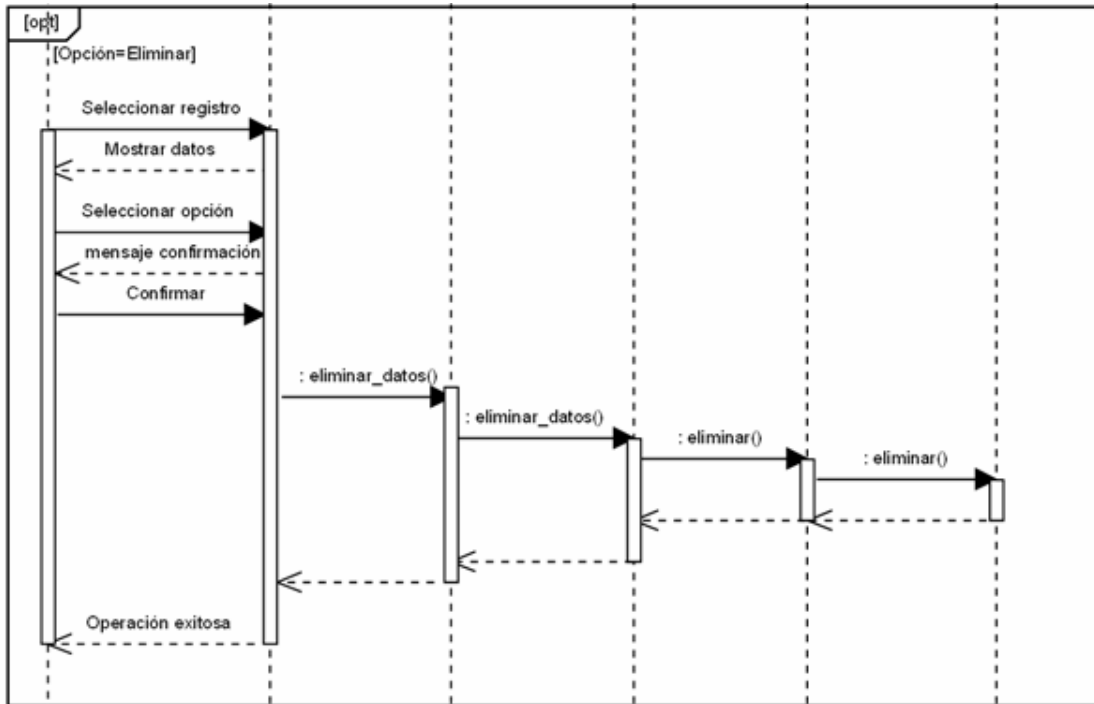 [opt]
[Opción=Eliminar]
Seleccionar registro
Mostrar datos
Seleccionar opción
mensaje confirmación
Confirmar
: eliminar_datos()
: eliminar_datos()
: eliminar()
: eliminar()
Operación exitosa